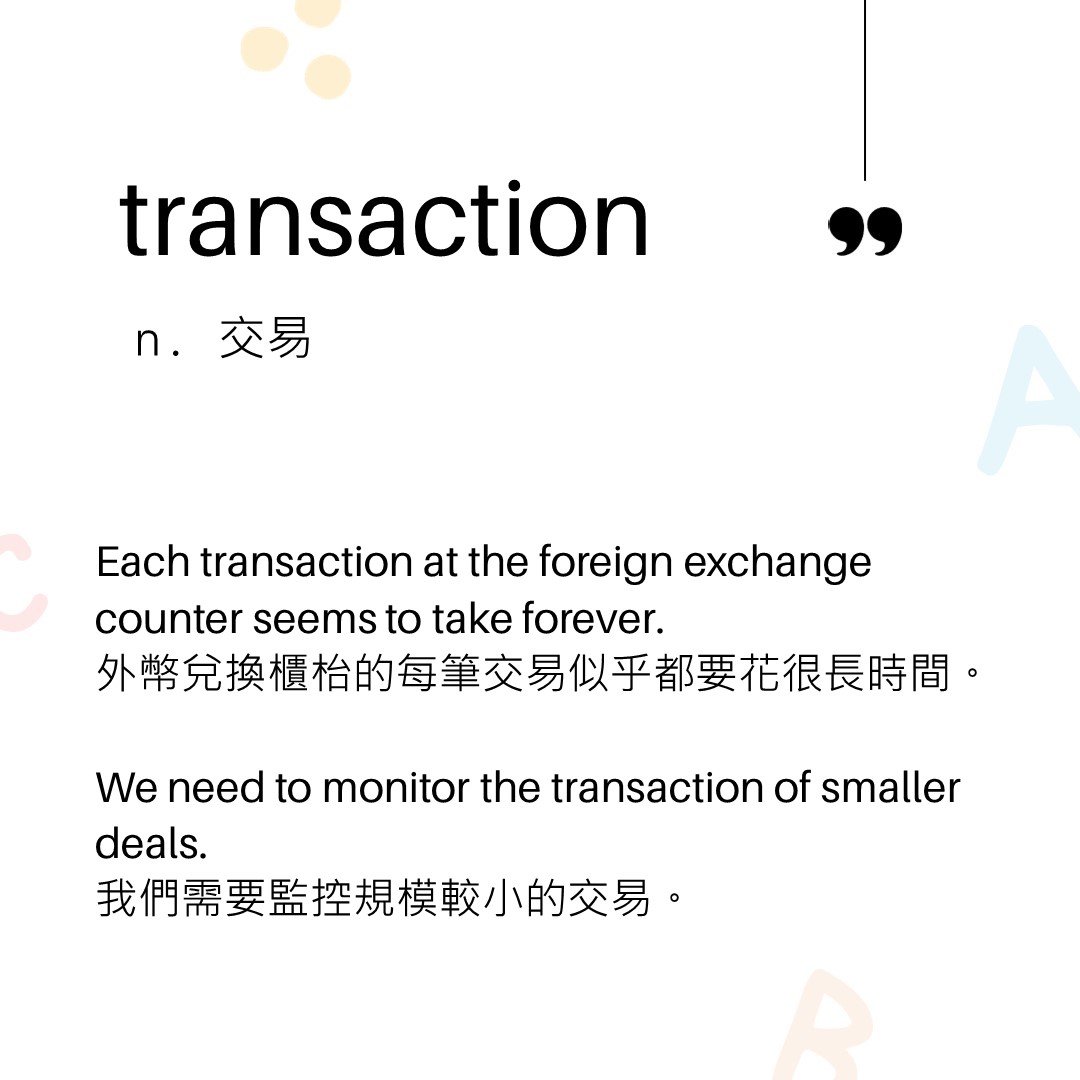 transaction
”
n. 交易
Each transaction at the foreign exchange
counter seems to take forever.
外幣兌換櫃枱的每筆交易似乎都要花很長時間。
We need to monitor the transaction of smaller
deals.
我們需要監控規模較小的交易。
A
C
B